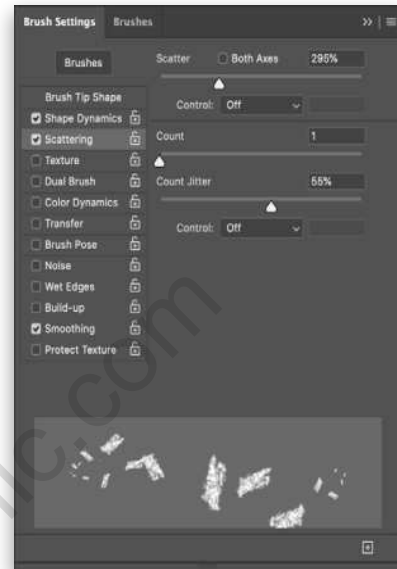 Brush Settings Brushes
Brushes
Scatter Both Axes 295%
Control: Off
Brush Tip Shape
Shape Dynamics
Scattering
Texture
Dual Brush
Color Dynamics
Transfer
Brush Pose
Noise
Wet Edges
Build-up
Smoothing
Protect Texture
Count 1
Count Jitter 55%
Control: Off
ic.com